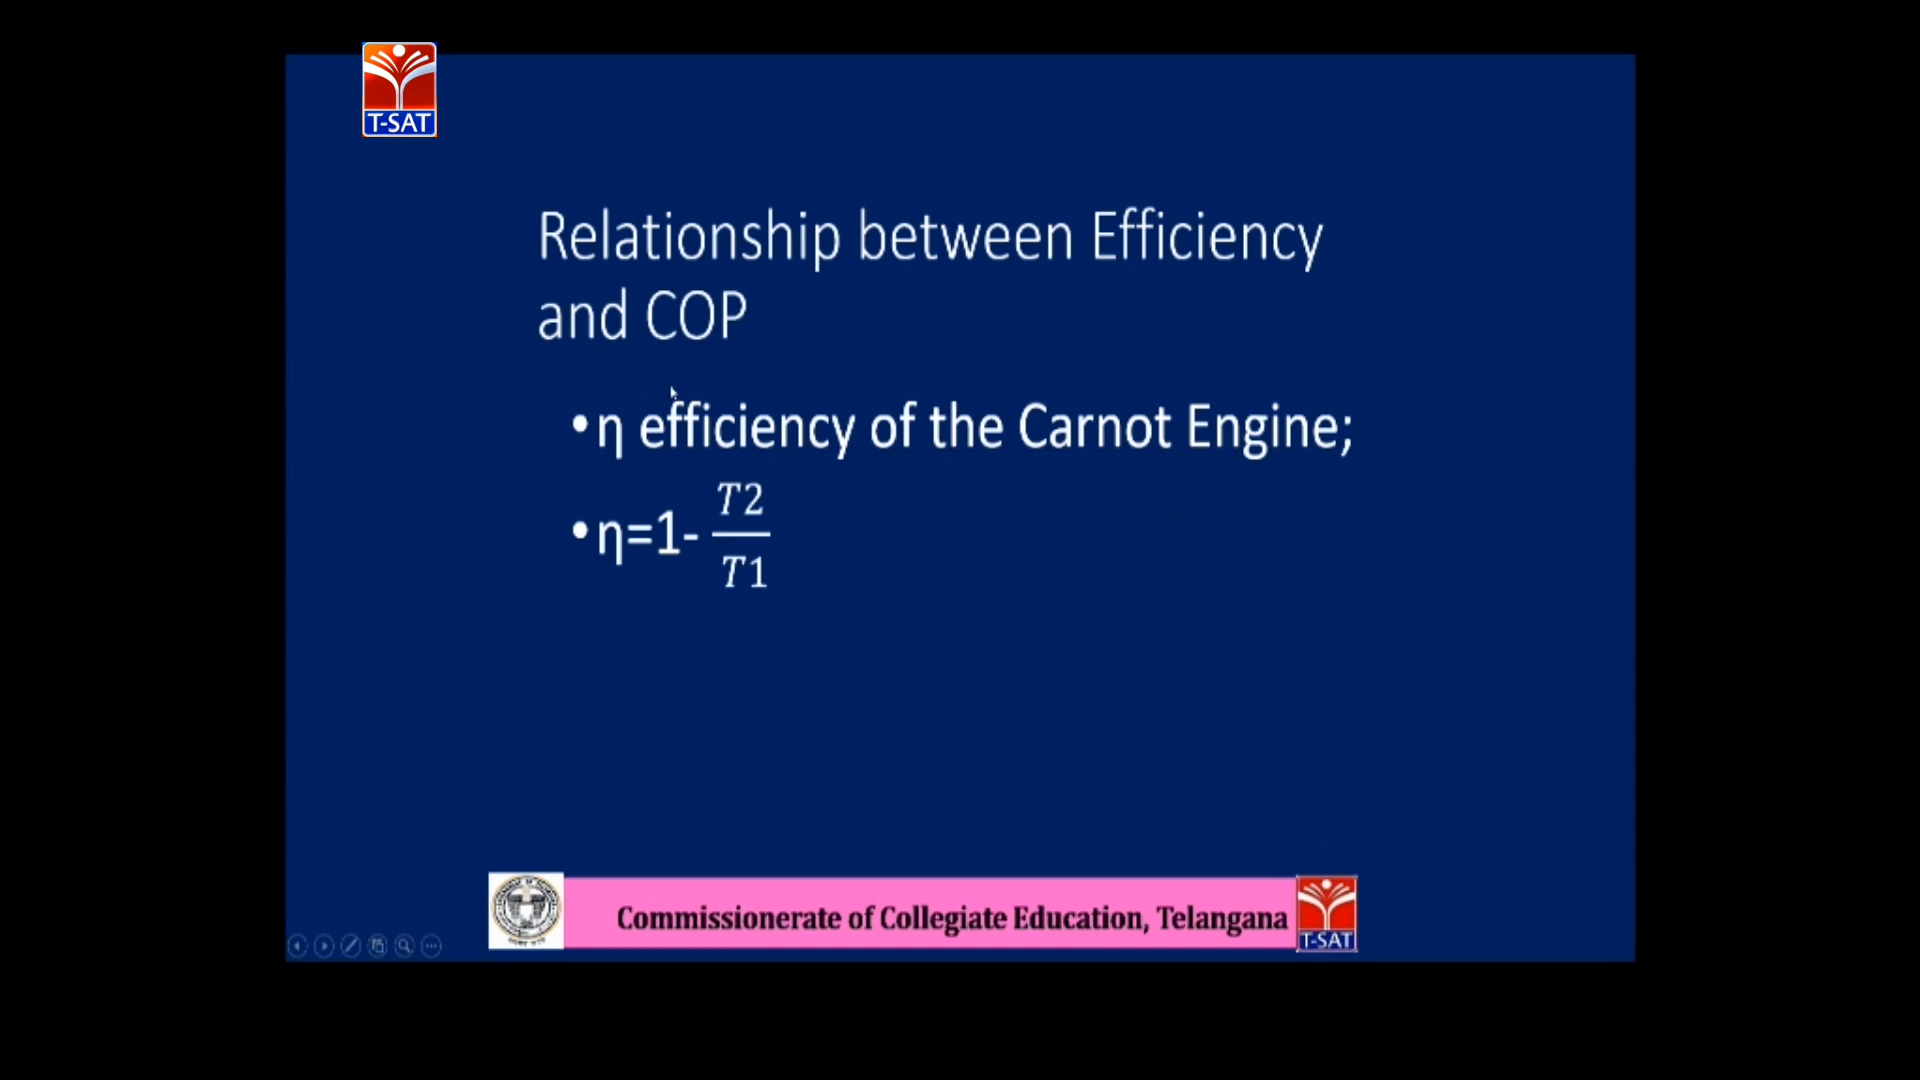 T-SAT
Relationship between Efficiency
and COP
•η efficiency of the Carnot Engine;
•η=1- T2/T1
Commissionerate of Collegiate Education, Telangana
T-SAT